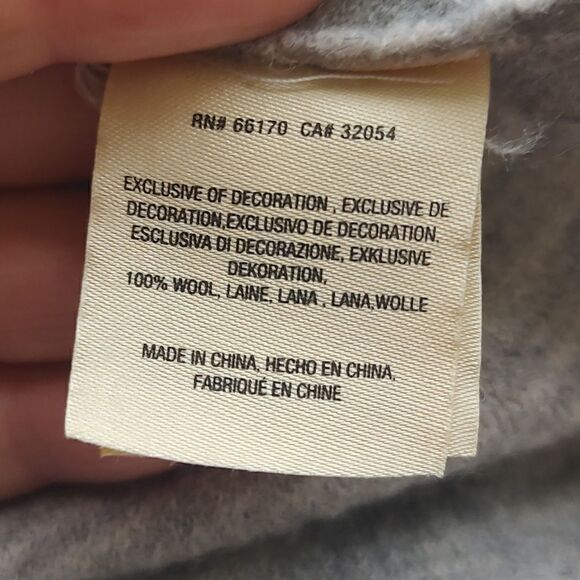 RN# 66170 CA# 32054
EXCLUSIVE OF DECORATION , EXCLUSIVE DE
DECORATION,EXCLUSIVO DE DECORATION.
ESCLUSIVA DI DECORAZIONE, EXKLUSIVE
DEKORATION,
100% WOOL, LAINE, LANA , LANA,WOLLE
MADE IN CHINA, HECHO EN CHINA,
FABRIQUÉ EN CHINE